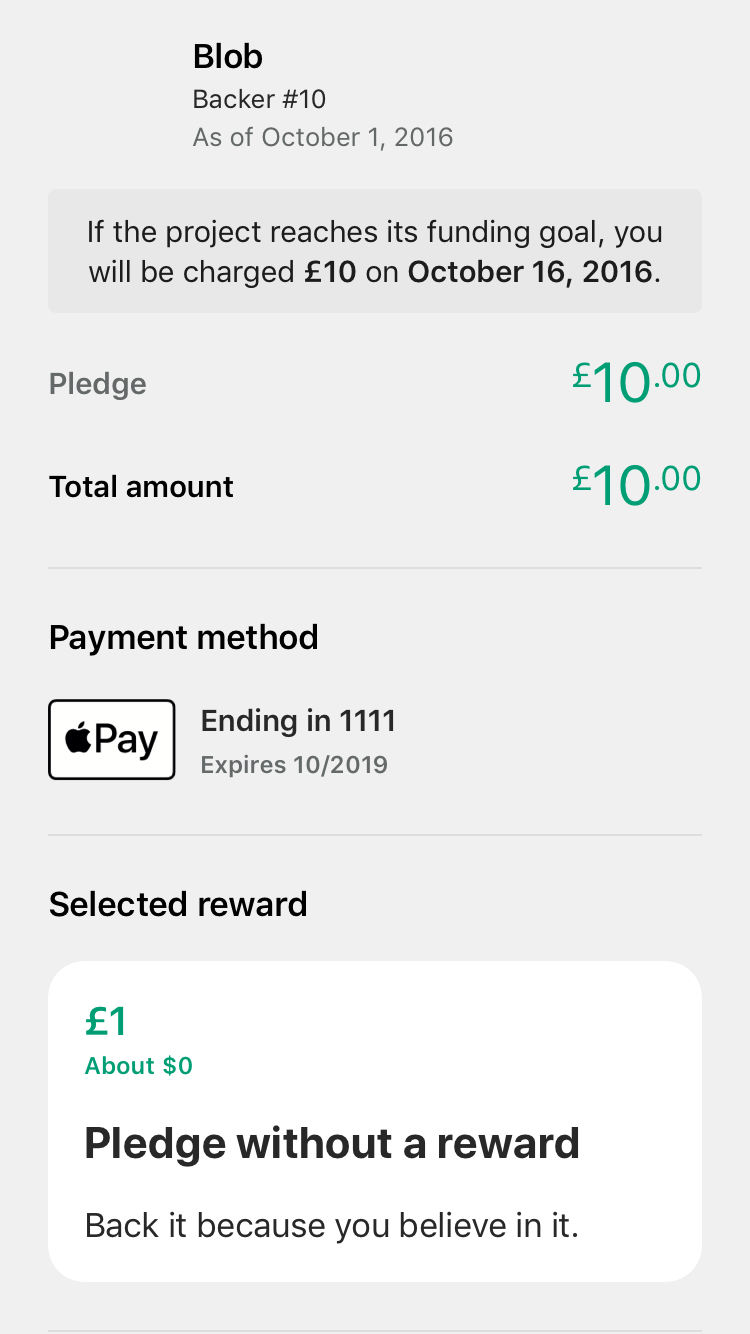 Blob
Backer #10
As of October 1, 2016
If the project reaches its funding goal, you
will be charged £10 on October 16, 2016.
Pledge £10.00
Total amount £10.00
Payment method
Pay Ending in 1111
Expires 10/2019
Selected reward
£1
About $0
Pledge without a reward
Back it because you believe in it.